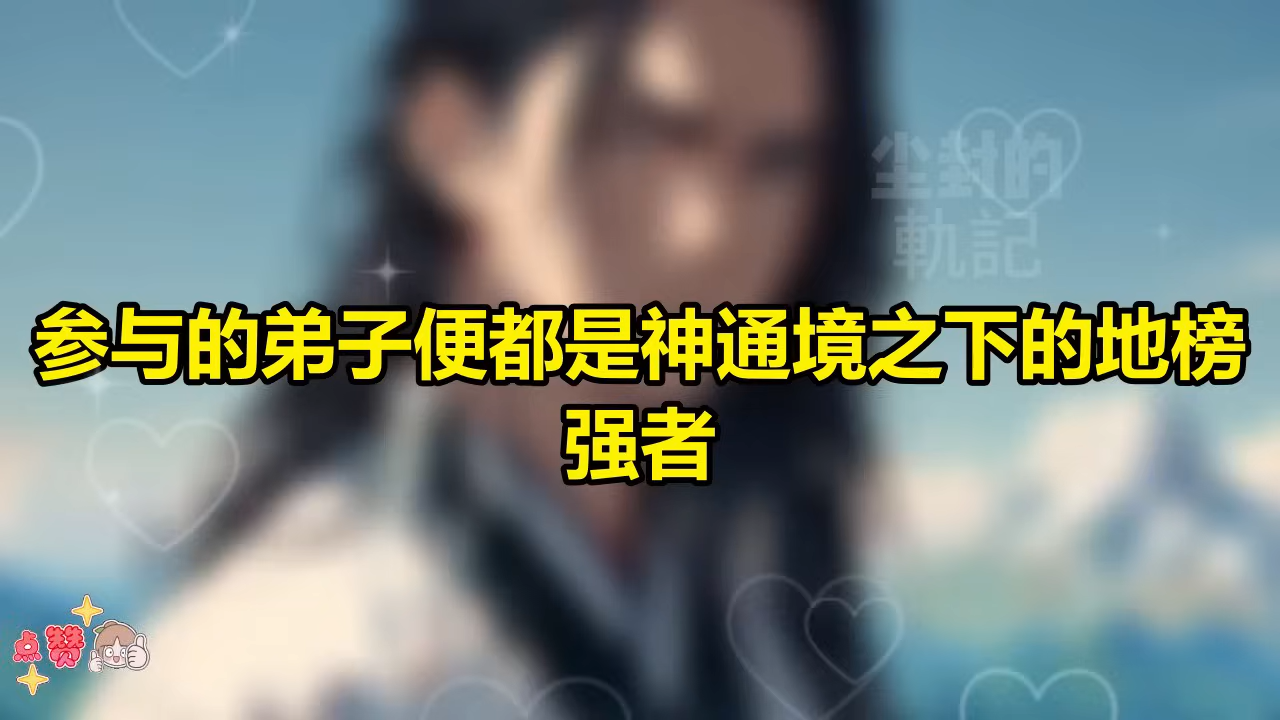 尘封的
軌記
参与的弟子便都是神通境之下的地榜
强者
点赞